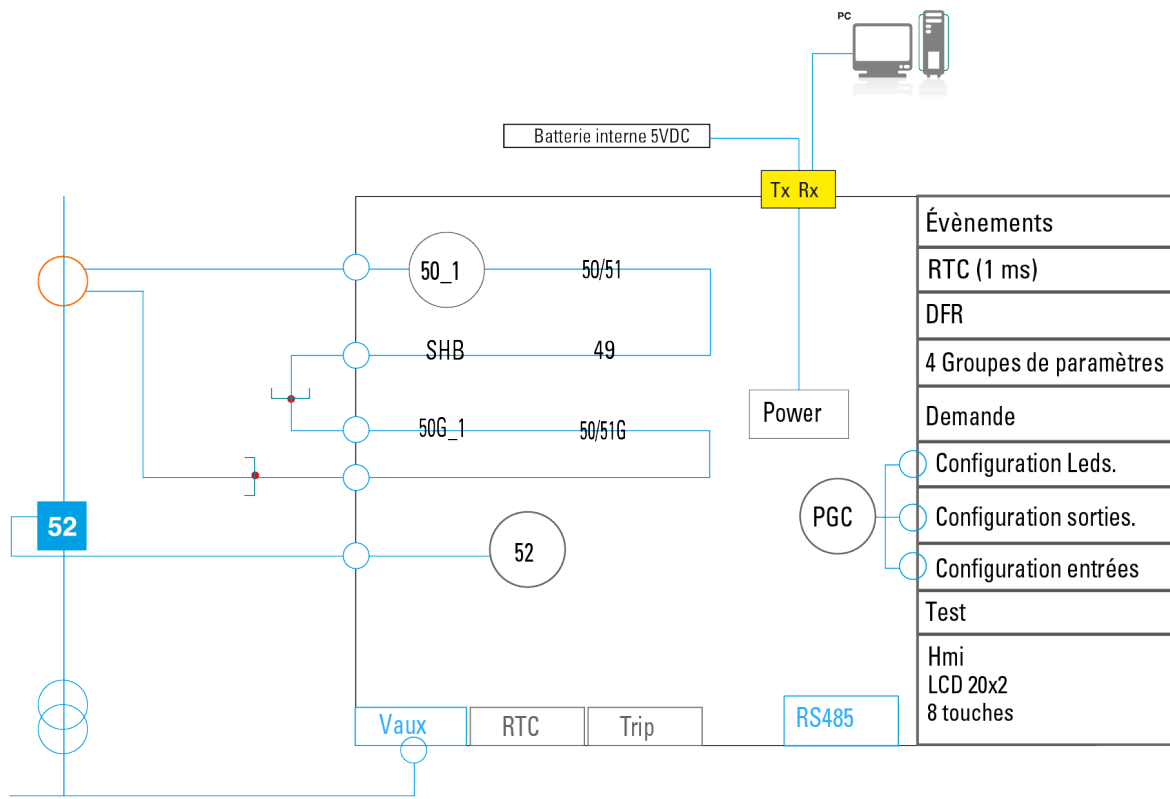 PC
Batterie interne 5VDC
Tx Rx
Évènements
50_1
50/51
RTC (1 ms)
DFR
SHB
49
4 Groupes de paramètres
Power
Demande
50G_1
50/51G
Configuration Leds.
PGC
Configuration sorties.
52
52
Configuration entrées
Test
Hmi
LCD 20x2
8 touches
Vaux
RTC
Trip
RS485